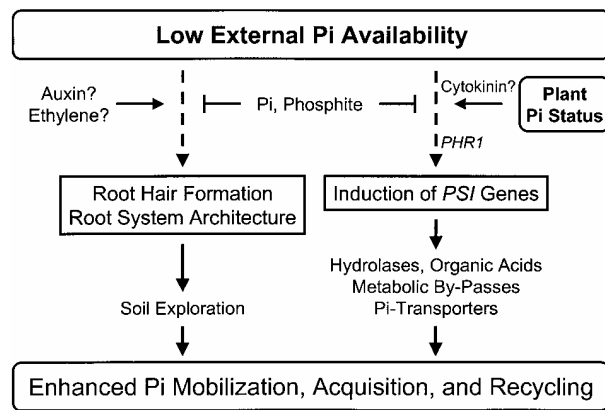 Low External Pi Availability
Auxin?
Ethylene?
Pi, Phosphite
Cytokinin?
Plant
Pi Status
PHR1
Root Hair Formation
Root System Architecture
Induction of PSI Genes
Hydrolases, Organic Acids
Metabolic By-Passes
Pi-Transporters
Soil Exploration
Enhanced Pi Mobilization, Acquisition, and Recycling